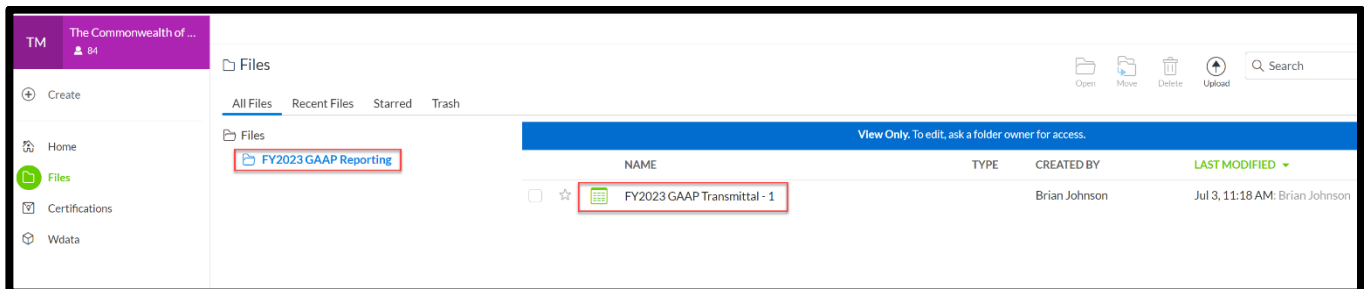 TM
The Commonwealth of ...
84
Create
Home
Files
Certifications
Wdata
Files
Open
Move
Delete
Upload
Search
All Files
Recent Files
Starred
Trash
Files
FY2023 GAAP Reporting
View Only. To edit, ask a folder owner for access.
NAME
TYPE
CREATED BY
LAST MODIFIED
FY2023 GAAP Transmittal - 1
Brian Johnson
Jul 3, 11:18 AM: Brian Johnson